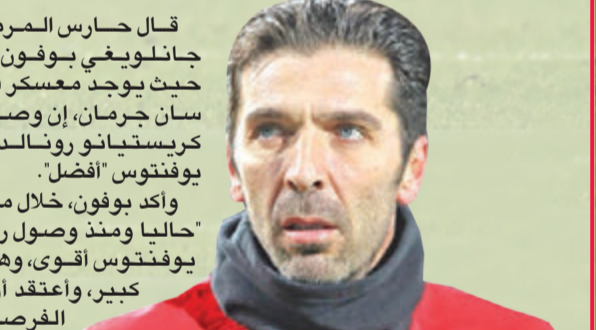 قال حارس المرم
جانلويغي بوفون
حيث يوجد معسكر
سان جرمان، إن وص
كريستيانو رونالد
يوفنتوس "أفضل".
وأكد بوفون، خلال م
"حاليا ومنذ وصول ر
يوفنتوس أقوى، وه
كبير، وأعتقد أ
الفرص